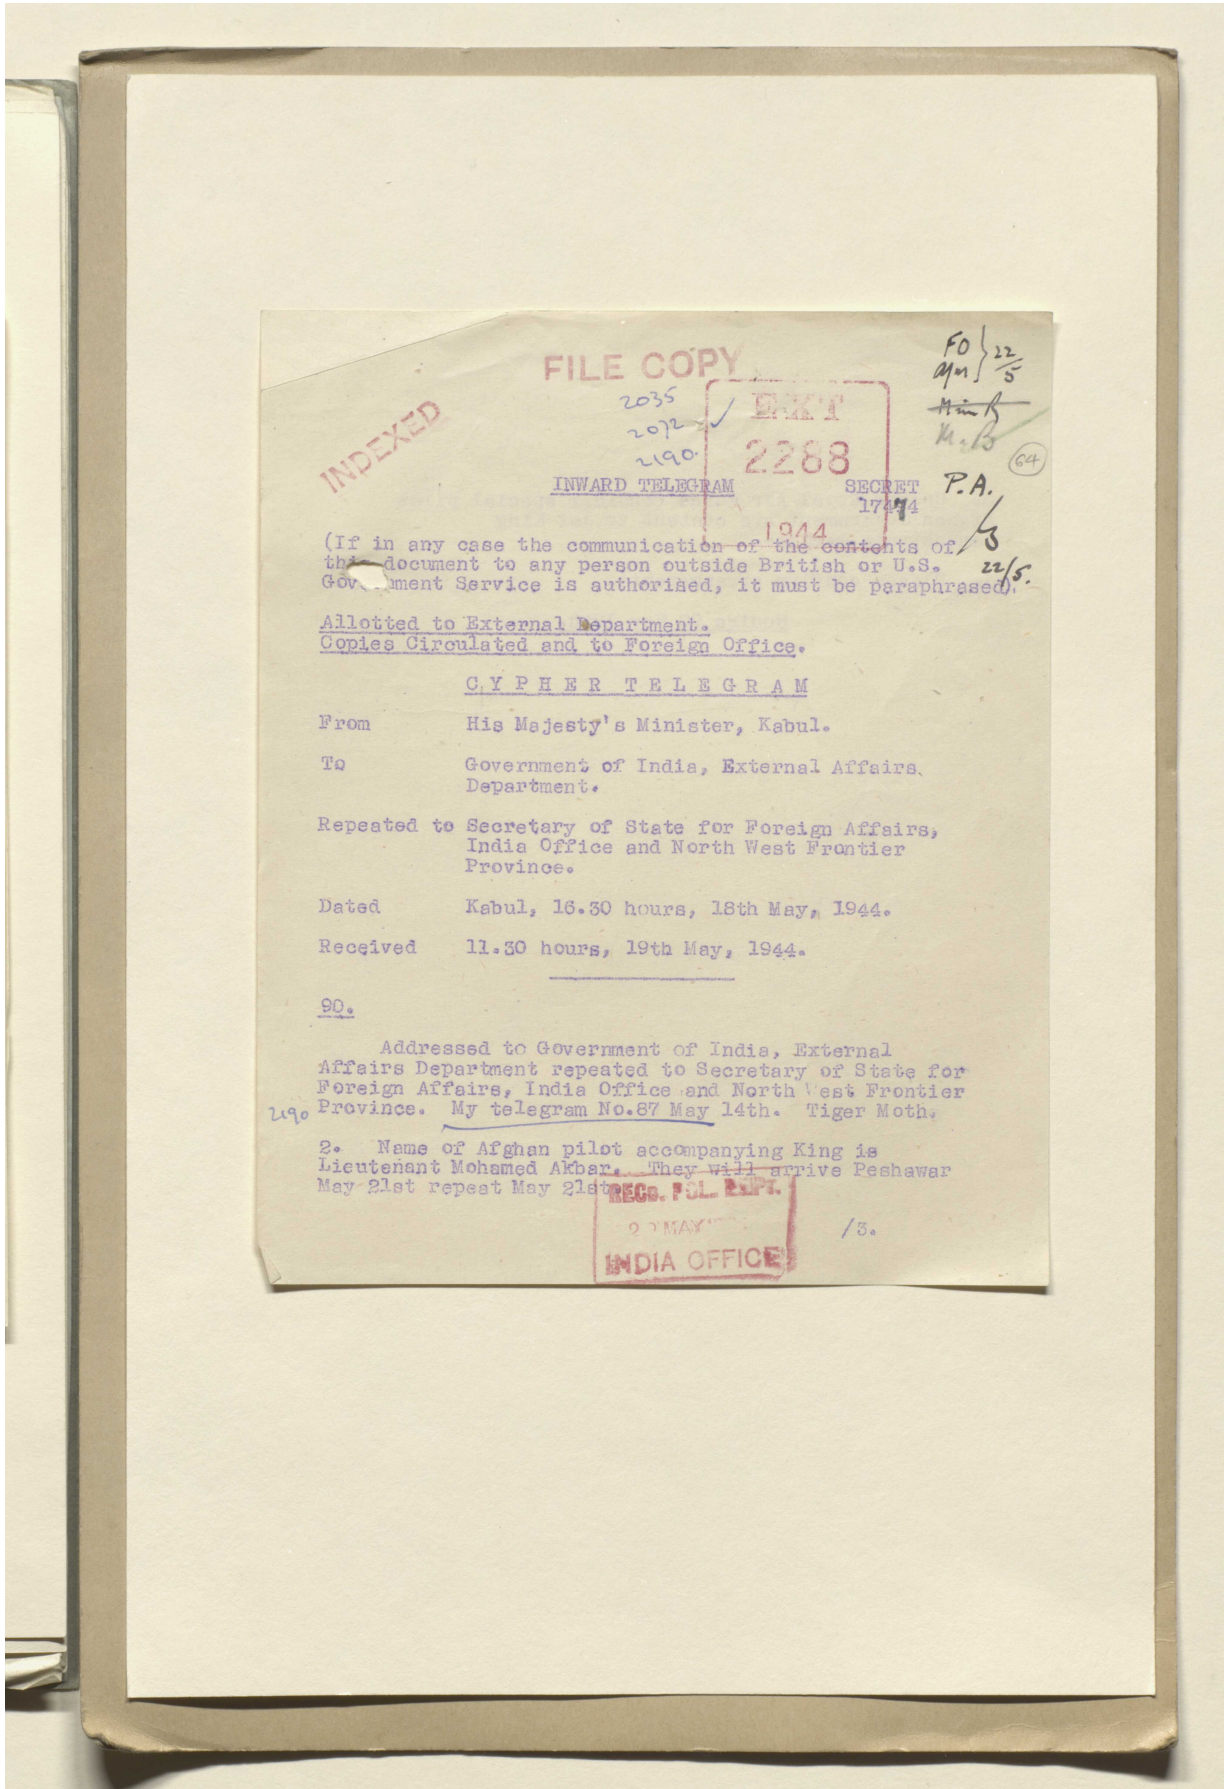 FILE COPY
FO } 22/5
2035
EXT
2072
INDEXED
2288
64
2190.
INWARD TELEGRAM
SECRET
P.A.
1944
(If in any case the communication of the contents of
this document to any person outside British or U.S.
22/5.
Government Service is authorised, it must be paraphrased).
Allotted to External Department.
Copies Circulated and to Foreign Office.
CYPHER TELEGRAM
From His Majesty's Minister, Kabul.
To Government of India, External Affairs
Department.
Repeated to Secretary of State for Foreign Affairs,
India Office and North West Frontier
Province.
Dated Kabul, 16.30 hours, 18th May, 1944.
Received 11.30 hours, 19th May, 1944.
90.
Addressed to Government of India, External
Affairs Department repeated to Secretary of State for
Foreign Affairs, India Office and North West Frontier
2190 Province. My telegram No.87 May 14th. Tiger Moth.
2. Name of Afghan pilot accompanying King is
Lieutenant Mohamed Akbar. They will arrive Peshawar
May 21st repeat May 21st.
RECD. POL. DEPT.
MAY
/3.
INDIA OFFICE